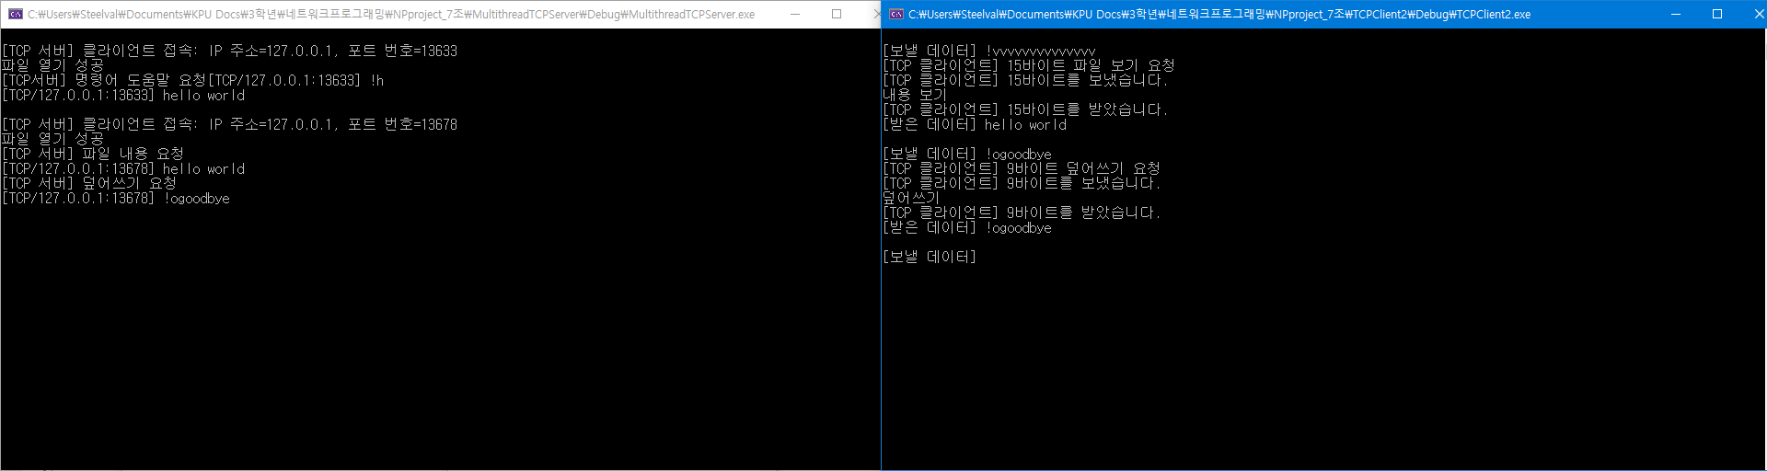 C:\Users\Steelval\Documents\KPU Docs\3학년\네트워크프로그래밍\NPproject_7조\MultithreadTCPServer\Debug\MultithreadTCPServer.exe
[TCP 서버] 클라이언트 접속: IP 주소=127.0.0.1, 포트 번호=13633
파일 열기 성공
[TCP서버] 명령어 도움말 요청[TCP/127.0.0.1:13633] !h
[TCP/127.0.0.1:13633] hello world
[TCP 서버] 클라이언트 접속: IP 주소=127.0.0.1, 포트 번호=13678
파일 열기 성공
[TCP 서버] 파일 내용 요청
[TCP/127.0.0.1:13678] hello world
[TCP 서버] 덮어쓰기 요청
[TCP/127.0.0.1:13678] !ogoodbye
C:\Users\Steelval\Documents\KPU Docs\3학년\네트워크프로그래밍\NPproject_7조\TCPClient2\Debug\TCPClient2.exe
[보낼 데이터] !vvvvvvvvvvvvvv
[TCP 클라이언트] 15바이트 파일 보기 요청
[TCP 클라이언트] 15바이트를 보냈습니다.
내용 보기
[TCP 클라이언트] 15바이트를 받았습니다.
[받은 데이터] hello world
[보낼 데이터] !ogoodbye
[TCP 클라이언트] 9바이트 덮어쓰기 요청
[TCP 클라이언트] 9바이트를 보냈습니다.
덮어쓰기
[TCP 클라이언트] 9바이트를 받았습니다.
[받은 데이터] !ogoodbye
[보낼 데이터]